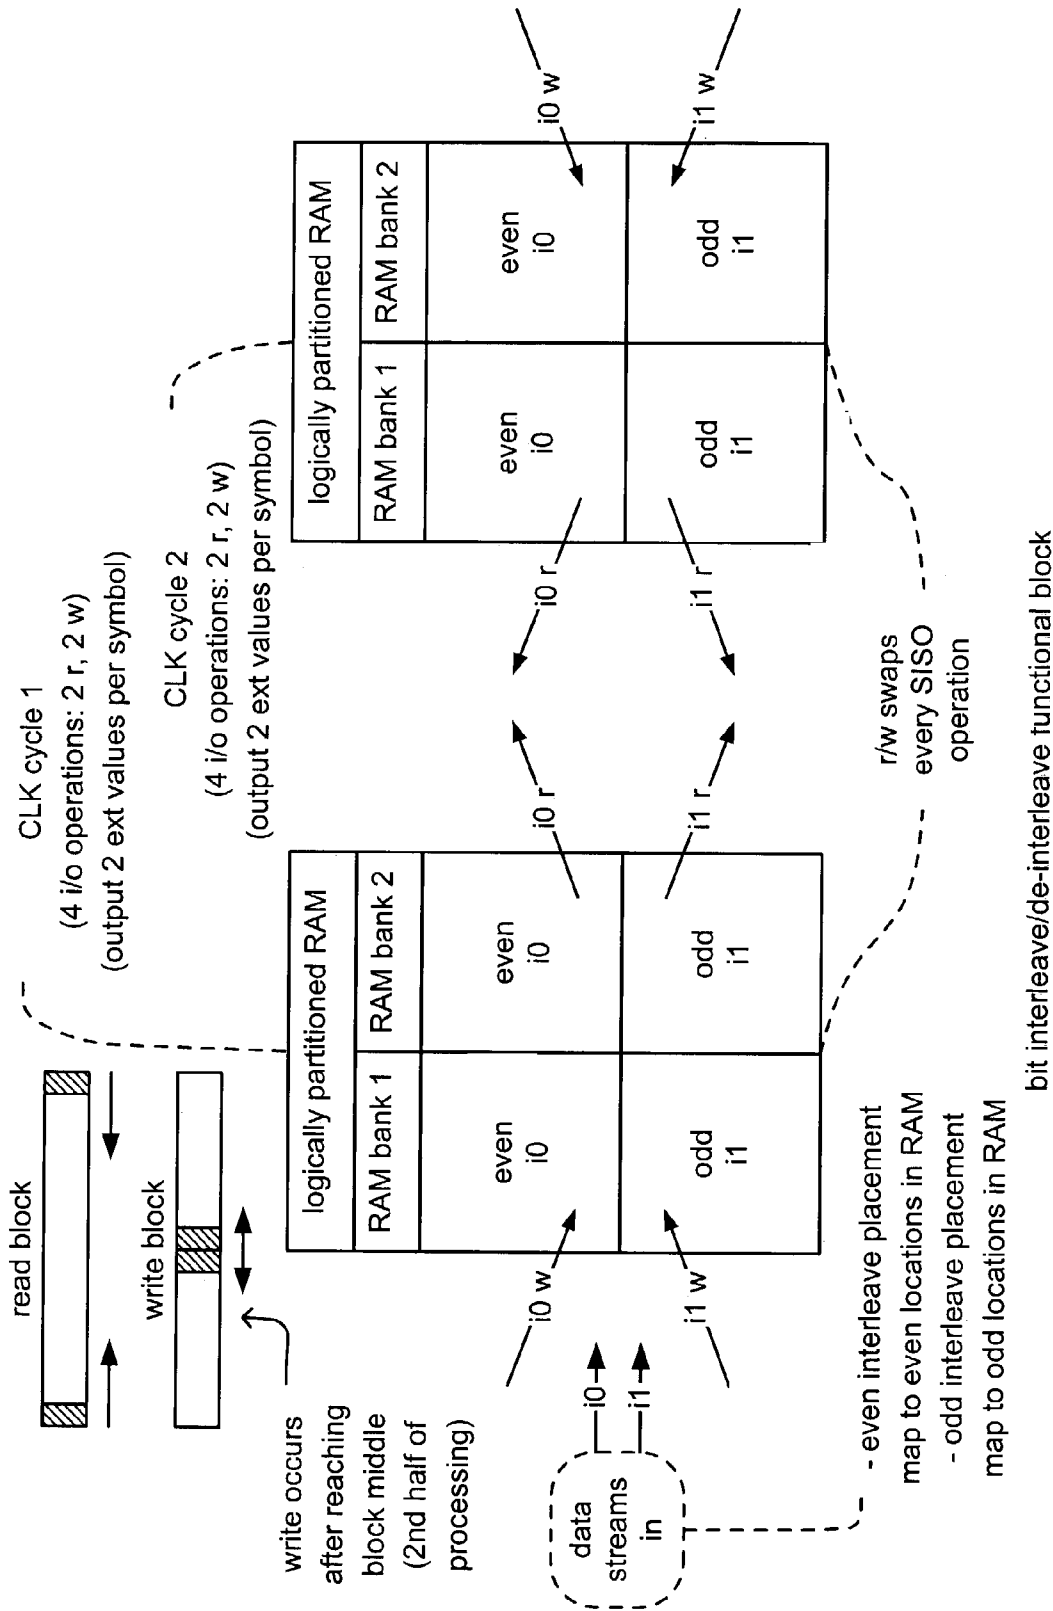 read block
write block
write occurs
after reaching
block middle
(2nd half of
processing)
CLK cycle 1
(4 i/o operations: 2 r, 2 w)
(output 2 ext values per symbol)
CLK cycle 2
(4 i/o operations: 2 r, 2 w)
(output 2 ext values per symbol)
data
streams
in
i0
i1
i0 w
i1 w
logically partitioned RAM
RAM bank 1
RAM bank 2
even
i0
even
i0
odd
i1
odd
i1
i0 r
i1 r
i0 r
i1 r
logically partitioned RAM
RAM bank 1
RAM bank 2
even
i0
even
i0
odd
i1
odd
i1
i0 w
i1 w
- even interleave placement
map to even locations in RAM
- odd interleave placement
map to odd locations in RAM
r/w swaps
every SISO
operation
bit interleave/de-interleave functional block